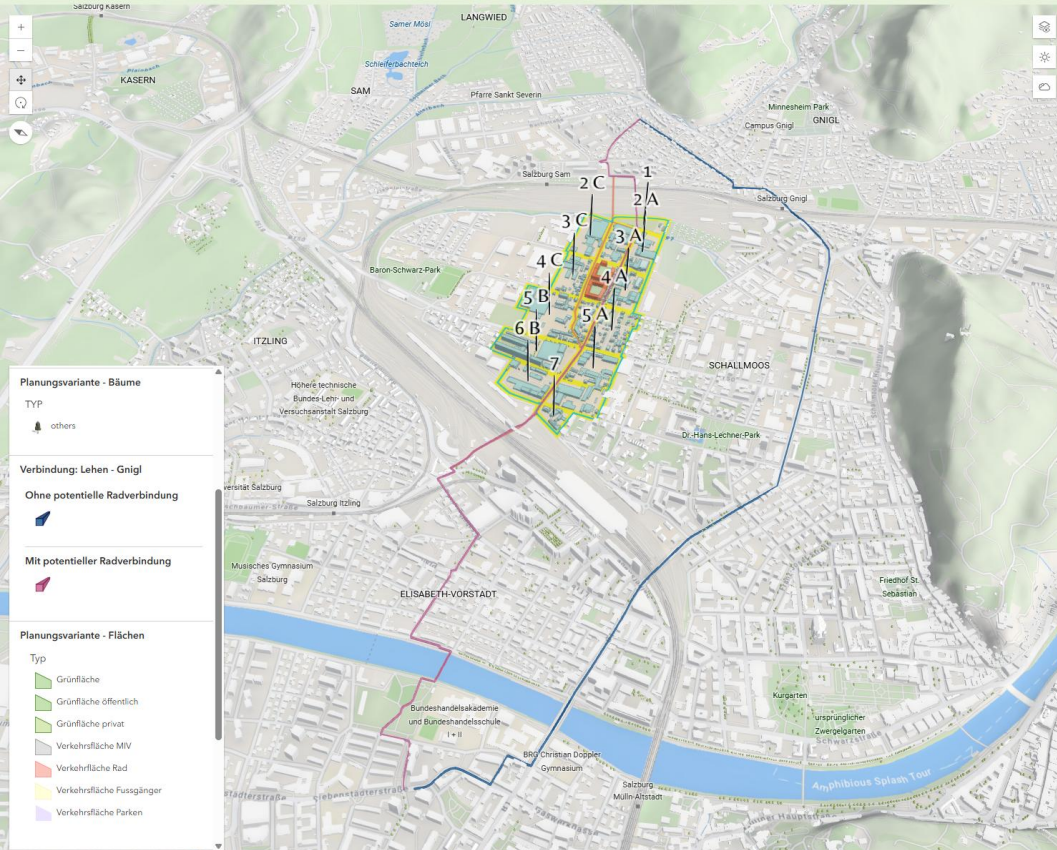 Salzburg Kasern
LANGWIED
Samer Mösl
Schleiferbachteich
KASERN
SAM
Pfarre Sankt Severin
Minnesheim Park
GNIGL
Campus Gnigl
Salzburg Sam
Salzburg Gnigl
1
2 C
2 A
3 C
3 A
4 C
4 A
5 B
5 A
6 B
7
Baron-Schwarz-Park
ITZLING
SCHALLMOOS
Höhere technische
Bundes-Lehr- und
Versuchsanstalt Salzburg
Dr.-Hans-Lechner-Park
Salzburg Itzling
Musisches Gymnasium
Salzburg
ELISABETH-VORSTADT
Friedhof St.
Sebastian
Kurgarten
ursprünglicher
Zwerglgarten
Schwarzstraße
Bundeshandelsakademie
und Bundeshandelsschule
I + II
BRG Christian Doppler
Gymnasium
Salzburg
Mülln-Altstadt
Amphibious Splash Tour
Planungsvariante - Bäume
TYP
others
Verbindung: Lehen - Gnigl
Ohne potentielle Radverbindung
Mit potentieller Radverbindung
Planungsvariante - Flächen
Typ
Grünfläche
Grünfläche öffentlich
Grünfläche privat
Verkehrsfläche MIV
Verkehrfläche Rad
Verkehrsfläche Fussgänger
Verkehrsfläche Parken